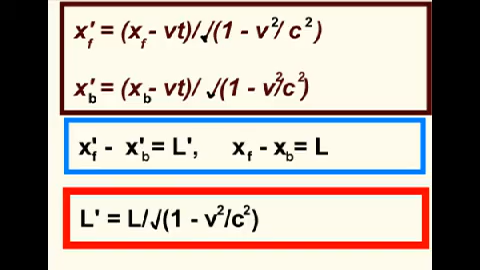 x'f = (xf - vt)/√(1 - v²/ c²)
x'b = (xb - vt)/ √(1 - v²/c²)
x'f - x'b = L',   xf - xb = L
L' = L/√(1 - v²/c²)